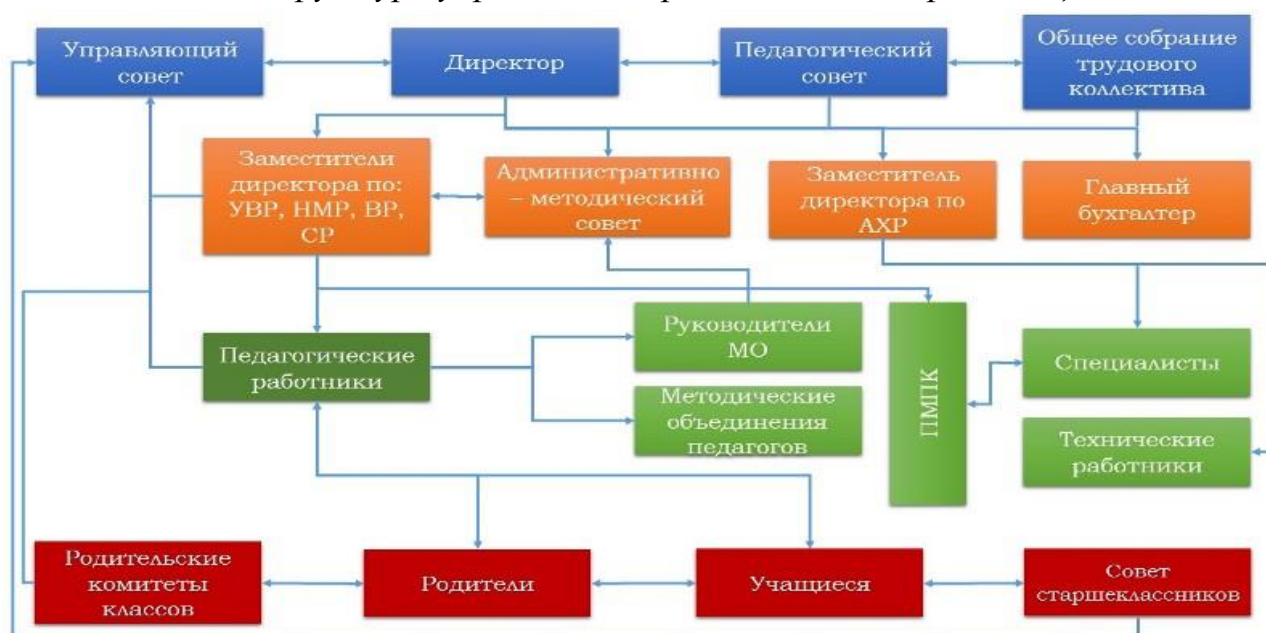 Управляющий
совет
Директор
Педагогический
совет
Общее собрание
трудового
коллектива
Заместители
директора по:
УВР, НМР, ВР,
СР
Административно
– методический
совет
Заместитель
директора по
АХР
Главный
бухгалтер
Педагогические
работники
Руководители
МО
Методические
объединения
педагогов
ПМПК
Специалисты
Технические
работники
Родительские
комитеты
классов
Родители
Учащиеся
Совет
старшеклассников